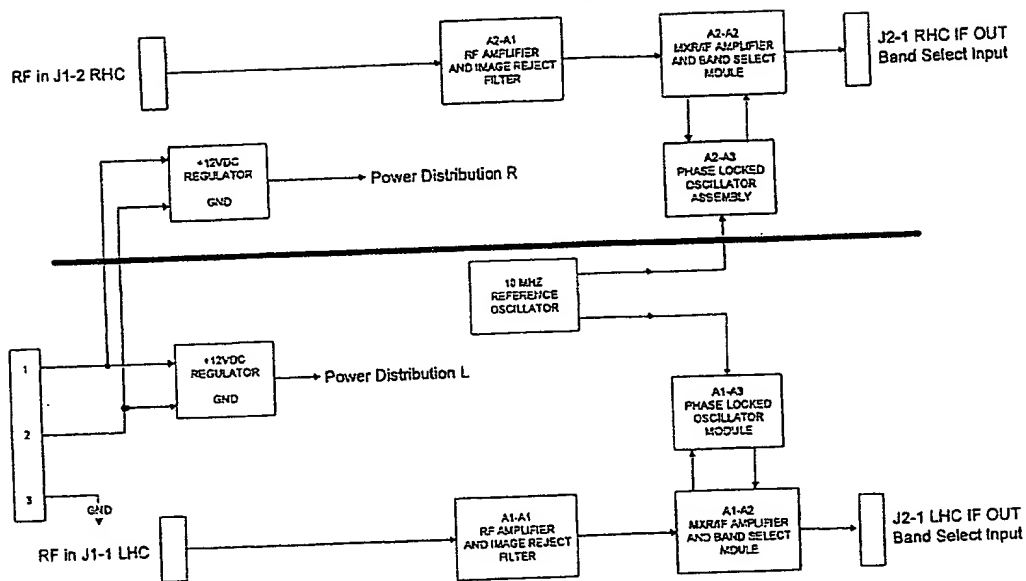 RF in J1-2 RHC
A2-A1
RF AMPLIFIER
AND IMAGE REJECT
FILTER
A2-A2
MXR/IF AMPLIFIER
AND BAND SELECT
MODULE
J2-1 RHC IF OUT
Band Select Input
+12VDC
REGULATOR
GND
Power Distribution R
A2-A3
PHASE LOCKED
OSCILLATOR
ASSEMBLY
10 MHZ
REFERENCE
OSCILLATOR
1
2
3
GND
+12VDC
REGULATOR
GND
Power Distribution L
A1-A3
PHASE LOCKED
OSCILLATOR
MODULE
RF in J1-1 LHC
A1-A1
RF AMPLIFIER
AND IMAGE REJECT
FILTER
A1-A2
MXR/IF AMPLIFIER
AND BAND SELECT
MODULE
J2-1 LHC IF OUT
Band Select Input